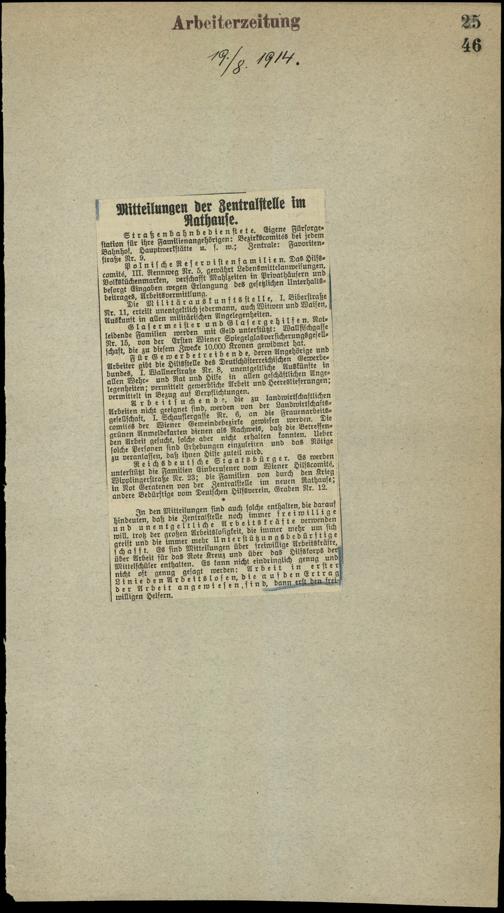 Arbeiterzeitung
25
46
19./8. 1914.
Mitteilungen der Zentralstelle im
Rathause.
Straßenbahnbedienstete. Eigene Fürsorge-
station für ihre Familienangehörigen: Bezirkskomitees bei jedem
Bahnhof, Hauptwerkstätte u. s. w.; Zentrale: Favoriten-
straße Nr. 9.
Polnische Reservistenfamilien. Das Hilfs-
comité, III. Rennweg Nr. 5, gewährt Lebensmittelanweisungen,
Volksküchenmarken, verschafft Mahlzeiten in Privathäusern und
besorgt Eingaben wegen Erlangung des gesetzlichen Unterhalts-
beitrages, Arbeitsvermittlung.
Die Militärauskunftsstelle, I. Biberstraße
Nr. 11, erteilt unentgeltlich jedermann, auch Witwen und Waisen,
Auskunft in allen militärischen Angelegenheiten.
Glasermeister und Glasergehilfen. Not-
leidende Familien werden mit Geld unterstützt: Wallfischgasse
Nr. 15, von der Ersten Wiener Spiegelglasversicherungsgesell-
schaft, die zu diesem Zwecke 10.000 Kronen gewidmet hat.
Für Gewerbetreibende, deren Angehörige und
Arbeiter gibt die Hilfsstelle des Deutschösterreichischen Gewerbe-
bundes, I. Wallnerstraße Nr. 8, unentgeltliche Auskünfte in
allen Wehr- und Rat und Hilfe in allen geschäftlichen Ange-
legenheiten; vermittelt gewerbliche Arbeit und Heereslieferungen;
vermittelt in Bezug auf Verpflichtungen.
Arbeitsuchende, die zu landwirtschaftlichen
Arbeiten nicht geeignet sind, werden von der Landwirtschafts-
gesellschaft, I. Schauflergasse Nr. 6, an die Frauenarbeits-
comités der Wiener Gemeindebezirke gewiesen werden. Die
grünen Anmeldekarten dienen als Nachweis, daß die Betreffen-
den Arbeit gesucht, solche aber nicht erhalten konnten. Ueber
solche Personen sind Erhebungen einzuleiten und das Nötige
zu veranlassen, daß ihnen Hilfe zuteil wird.
Reichsdeutsche Staatsbürger. Es werden
unterstützt die Familien Einberufener vom Wiener Hilfscomité,
Wipplingerstraße Nr. 23; die Familien von durch den Krieg
in Not Geratenen von der Zentralstelle im neuen Rathause;
andere Bedürftige vom Deutschen Hilfsverein, Graben Nr. 12.
*
In den Mitteilungen sind auch solche enthalten, die darauf
hindeuten, daß die Zentralstelle noch immer freiwillige
und unentgeltliche Arbeitskräfte verwenden
will, trotz der großen Arbeitslosigkeit, die immer mehr um sich
greift und die immer mehr Unterstützungsbedürftige
schafft. Es sind Mitteilungen über freiwillige Arbeitskräfte,
über Arbeit für das Rote Kreuz und über das Hilfskorps der
Mittelschüler enthalten. Es kann nicht eindringlich genug und
nicht oft genug gesagt werden: Arbeit in erster
Linie den Arbeitslosen, die auf den Ertrag
der Arbeit angewiesen sind, dann erst den frei-
willigen Helfern.